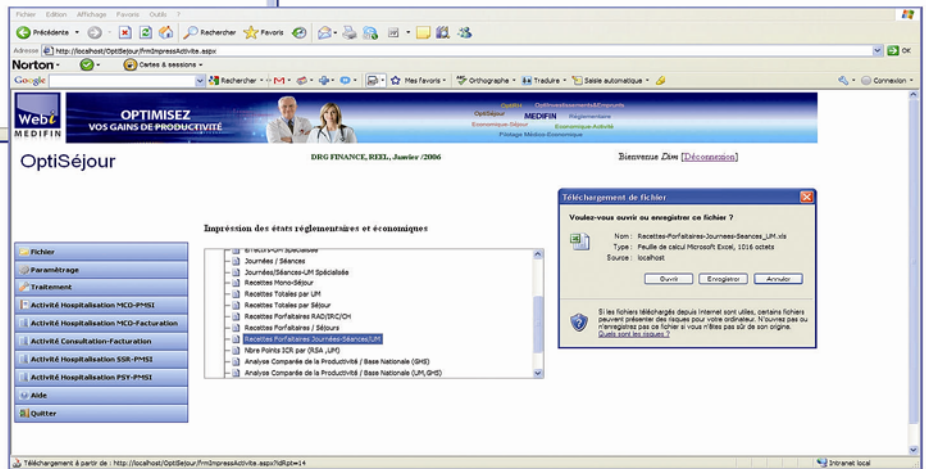 Fichier Edition Affichage Favoris Outils ?
Précédente Rechercher Favoris
Adresse http://localhost/OptiSejour/frmImpressActivite.aspx OK
Norton Cartes & sessions
Google Rechercher Mes favoris Orthographe Traduire Saisie automatique Connexion
Webi
MEDIFIN
OPTIMISEZ
VOS GAINS DE PRODUCTIVITÉ
OptiRH OptiInvestissements&Emprunts
OptiSéjour MEDIFIN Réglementaire
Economique-Séjour Economique-Activité
Pilotage Médico-Economique
OptiSéjour
DRG FINANCE, REEL, Janvier /2006
Bienvenue Dim [Déconnexion]
Impréssion des états réglementaires et économiques
Fichier
Paramétrage
Traitement
Activité Hospitalisation MCO-PMSI
Activité Hospitalisation MCO-Facturation
Activité Consultation-Facturation
Activité Hospitalisation SSR-PMSI
Activité Hospitalisation PSY-PMSI
Aide
Quitter
Effectifs-UM Spécialisée
Journées / Séances
Journées/Séances-UM Spécialisée
Recettes Mono-Séjour
Recettes Totales par UM
Recettes Totales par Séjour
Recettes Forfaitaires RAD/IRC/CH
Recettes Forfaitaires / Séjours
Recettes Forfaitaires Journées-Séances/UM
Nbre Points ICR par (RSA ,UM)
Analyse Comparée de la Productivité / Base Nationale (GHS)
Analyse Comparée de la Productivité / Base Nationale (UM,GHS)
Téléchargement de fichier
Voulez-vous ouvrir ou enregistrer ce fichier ?
Nom : Recettes-Forfaitaires-Journees-Seances_UM.xls
Type : Feuille de calcul Microsoft Excel, 1016 octets
Source : localhost
Ouvrir Enregistrer Annuler
Si les fichiers téléchargés depuis Internet sont utiles, certains fichiers
peuvent présenter des risques pour votre ordinateur. N'ouvrez pas ou
n'enregistrez pas ce fichier si vous n'êtes pas sûr de son origine.
Quels sont les risques ?
Téléchargement à partir de : http://localhost/OptiSejour/frmImpressActivite.aspx?idRpt=14
Intranet local